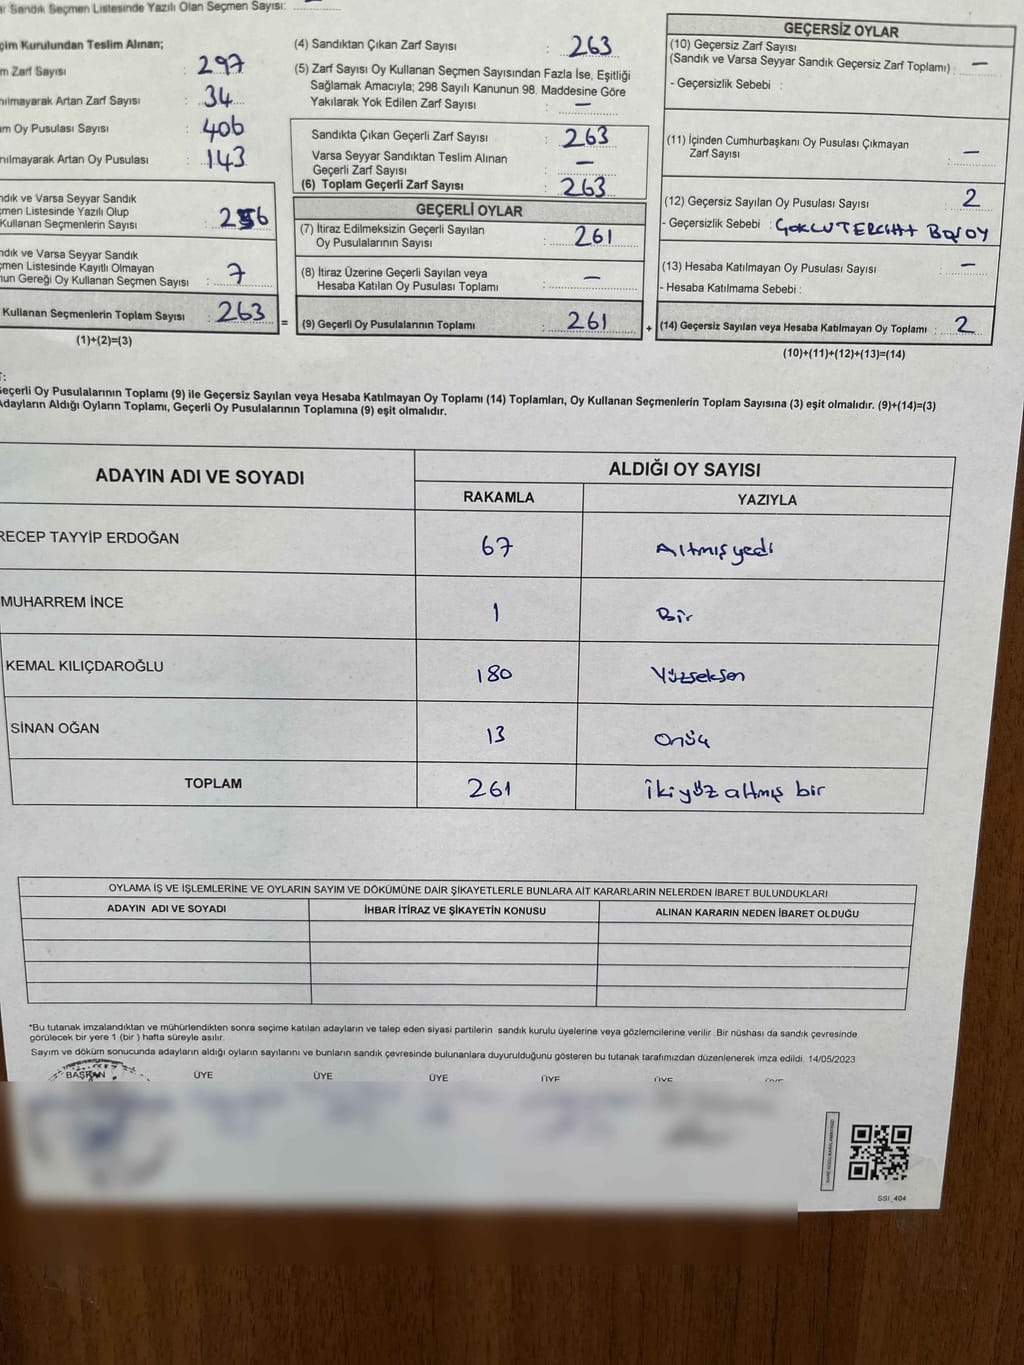 ar Sandık Seçmen Listesinde Yazılı Olan Seçmen Sayısı:
çim Kurulundan Teslim Alınan;
m Zarf Sayısı : 297
nılmayarak Artan Zarf Sayısı : 34
am Oy Pusulası Sayısı : 406
nılmayarak Artan Oy Pusulası : 143
ndık ve Varsa Seyyar Sandık
çmen Listesinde Yazılı Olup
Kullanan Seçmenlerin Sayısı : 256
ndık ve Varsa Seyyar Sandık
çmen Listesinde Kayıtlı Olmayan
nun Gereği Oy Kullanan Seçmen Sayısı : 7
Kullanan Seçmenlerin Toplam Sayısı : 263
(1)+(2)=(3)
(4) Sandıktan Çıkan Zarf Sayısı : 263
(5) Zarf Sayısı Oy Kullanan Seçmen Sayısından Fazla İse, Eşitliği
Sağlamak Amacıyla; 298 Sayılı Kanunun 98. Maddesine Göre
Yakılarak Yok Edilen Zarf Sayısı : —
Sandıkta Çıkan Geçerli Zarf Sayısı : 263
Varsa Seyyar Sandıktan Teslim Alınan
Geçerli Zarf Sayısı : —
(6) Toplam Geçerli Zarf Sayısı : 263
GEÇERLİ OYLAR
(7) İtiraz Edilmeksizin Geçerli Sayılan
Oy Pusulalarının Sayısı : 261
(8) İtiraz Üzerine Geçerli Sayılan veya
Hesaba Katılan Oy Pusulası Toplamı : —
= (9) Geçerli Oy Pusulalarının Toplamı : 261
GEÇERSİZ OYLAR
(10) Geçersiz Zarf Sayısı
(Sandık ve Varsa Seyyar Sandık Geçersiz Zarf Toplamı) : —
- Geçersizlik Sebebi :
(11) İçinden Cumhurbaşkanı Oy Pusulası Çıkmayan
Zarf Sayısı : —
(12) Geçersiz Sayılan Oy Pusulası Sayısı : 2
- Geçersizlik Sebebi :
(13) Hesaba Katılmayan Oy Pusulası Sayısı : —
- Hesaba Katılmama Sebebi :
+ (14) Geçersiz Sayılan veya Hesaba Katılmayan Oy Toplamı : 2
(10)+(11)+(12)+(13)=(14)
T:
Geçerli Oy Pusulalarının Toplamı (9) ile Geçersiz Sayılan veya Hesaba Katılmayan Oy Toplamı (14) Toplamları, Oy Kullanan Seçmenlerin Toplam Sayısına (3) eşit olmalıdır. (9)+(14)=(3)
Adayların Aldığı Oyların Toplamı, Geçerli Oy Pusulalarının Toplamına (9) eşit olmalıdır.
ADAYIN ADI VE SOYADI
ALDIĞI OY SAYISI
RAKAMLA YAZIYLA
RECEP TAYYİP ERDOĞAN 67 Altmışyedi
MUHARREM İNCE 1 Bir
KEMAL KILIÇDAROĞLU 180 Yüzseksen
SİNAN OĞAN 13 Onüç
TOPLAM 261 İkiyüz altmış bir
OYLAMA İŞ VE İŞLEMLERİNE VE OYLARIN SAYIM VE DÖKÜMÜNE DAİR ŞİKAYETLERLE BUNLARA AİT KARARLARIN NELERDEN İBARET BULUNDUKLARI
ADAYIN ADI VE SOYADI İHBAR İTİRAZ VE ŞİKAYETİN KONUSU ALINAN KARARIN NEDEN İBARET OLDUĞU
*Bu tutanak imzalandıktan ve mühürlendikten sonra seçime katılan adayların ve talep eden siyasi partilerin sandık kurulu üyelerine veya gözlemcilerine verilir. Bir nüshası da sandık çevresinde
görülecek bir yere 1 (bir) hafta süreyle asılır.
Sayım ve döküm sonucunda adayların aldığı oyların sayılarını ve bunların sandık çevresinde bulunanlara duyurulduğunu gösteren bu tutanak tarafımızdan düzenlenerek imza edildi. 14/05/2023
BAŞKAN ÜYE ÜYE ÜYE ÜYE ÜYE ÜYE
SSI_404